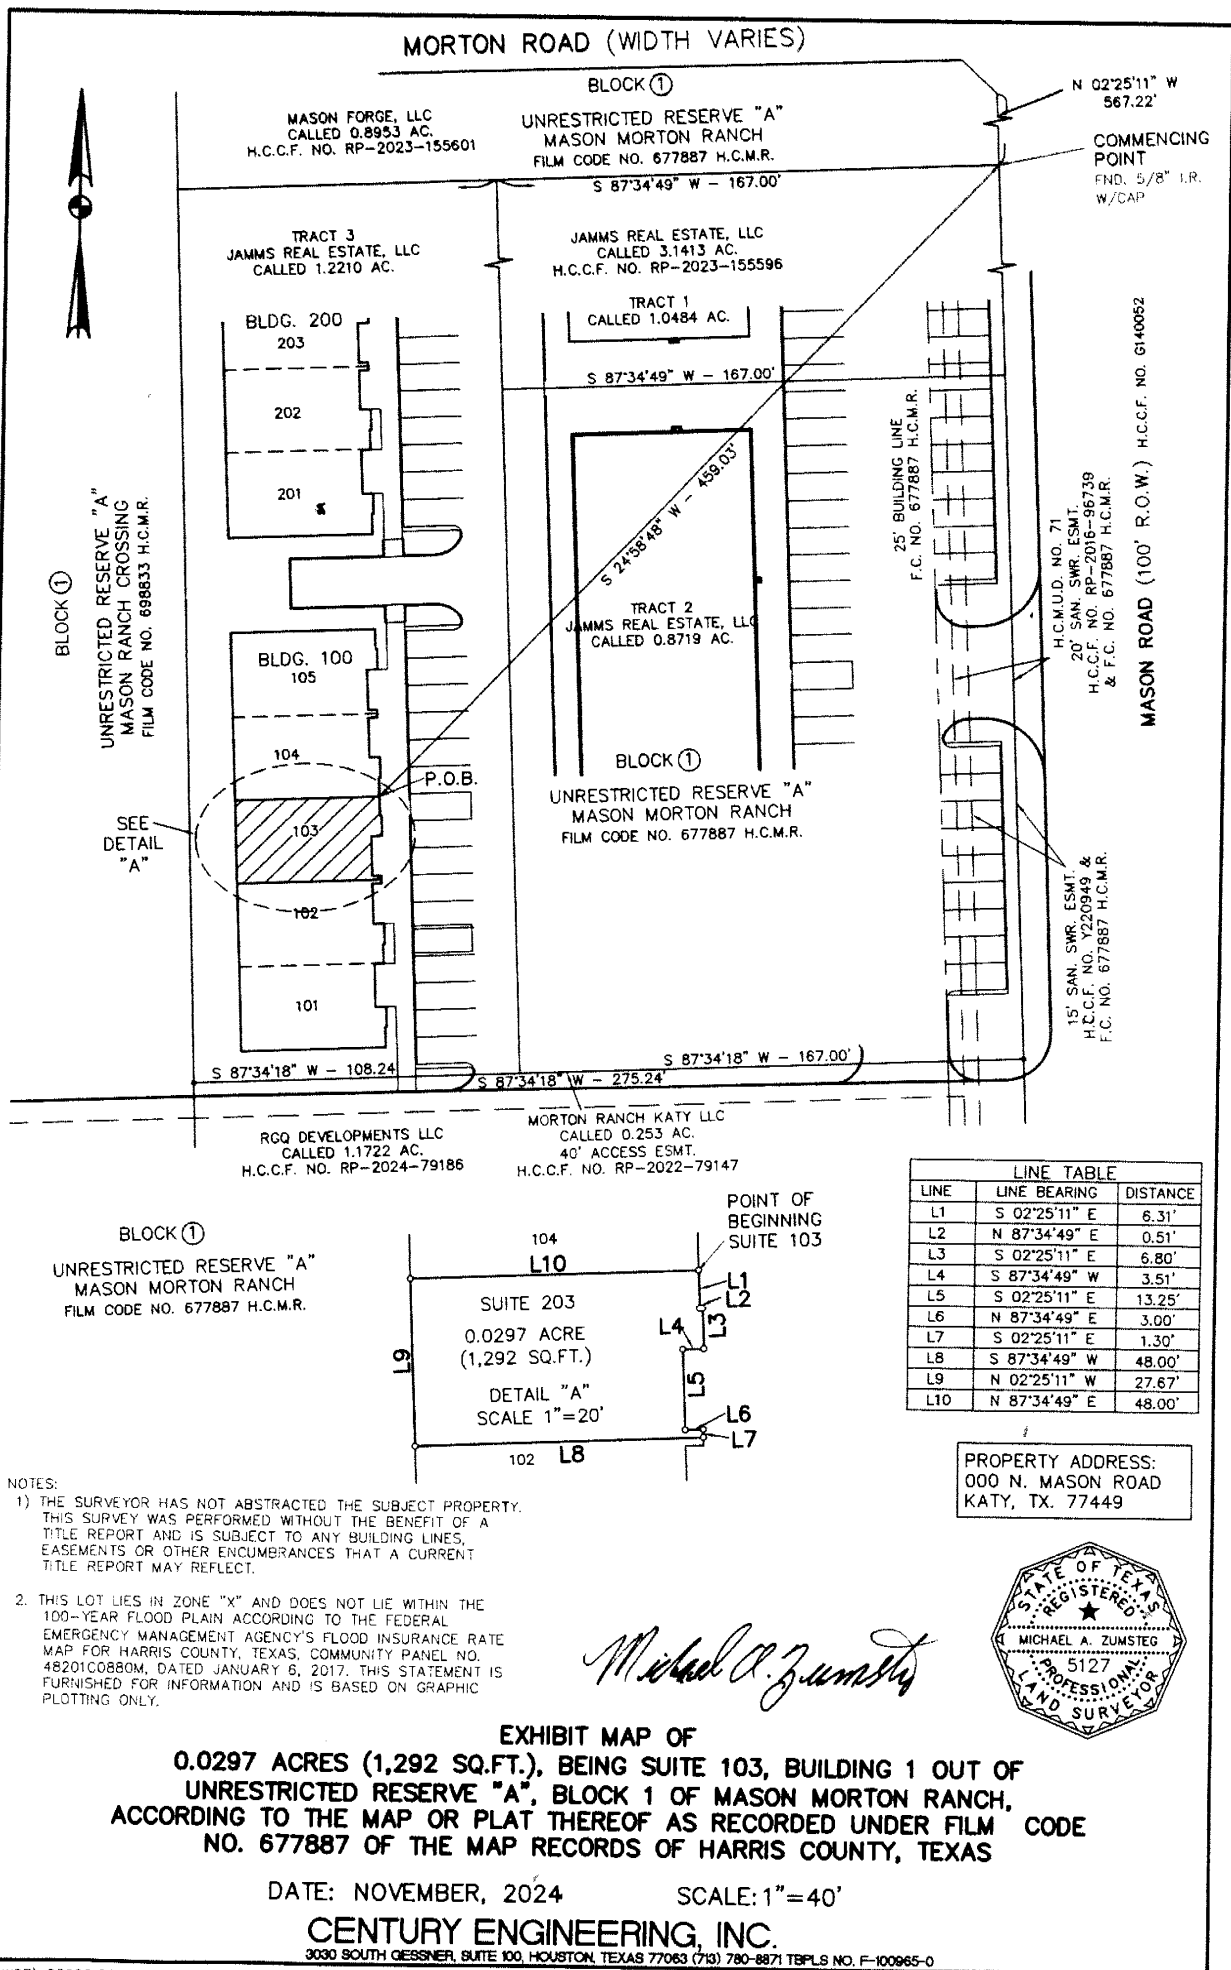 MORTON ROAD (WIDTH VARIES)
BLOCK 1
N 02°25'11" W
567.22'
MASON FORGE, LLC
CALLED 0.8953 AC.
H.C.C.F. NO. RP-2023-155601
UNRESTRICTED RESERVE "A"
MASON MORTON RANCH
FILM CODE NO. 677887 H.C.M.R.
COMMENCING
POINT
FND. 5/8" I.R.
W/CAP
S 87°34'49" W - 167.00'
TRACT 3
JAMMS REAL ESTATE, LLC
CALLED 1.2210 AC.
JAMMS REAL ESTATE, LLC
CALLED 3.1413 AC.
H.C.C.F. NO. RP-2023-155596
TRACT 1
CALLED 1.0484 AC.
BLDG. 200
203
202
201
S 87°34'49" W - 167.00'
S 24°58'48" W - 459.03'
25' BUILDING LINE
F.C. NO. 677887 H.C.M.R.
MASON ROAD (100' R.O.W.) H.C.C.F. NO. G140052
H.C.M.U.D. NO. 71
20' SAN. SWR. ESMT.
H.C.C.F. NO. RP-2016-96739
& F.C. NO. 677887 H.C.M.R.
BLOCK 1
UNRESTRICTED RESERVE "A"
MASON RANCH CROSSING
FILM CODE NO. 698833 H.C.M.R.
TRACT 2
JAMMS REAL ESTATE, LLC
CALLED 0.8719 AC.
BLDG. 100
105
104
P.O.B.
103
102
101
SEE
DETAIL
"A"
BLOCK 1
UNRESTRICTED RESERVE "A"
MASON MORTON RANCH
FILM CODE NO. 677887 H.C.M.R.
15' SAN. SWR. ESMT.
H.C.C.F. NO. Y220949 &
F.C. NO. 677887 H.C.M.R.
S 87°34'18" W - 108.24'
S 87°34'18" W - 167.00'
S 87°34'18" W - 275.24'
RGQ DEVELOPMENTS LLC
CALLED 1.1722 AC.
H.C.C.F. NO. RP-2024-79186
MORTON RANCH KATY LLC
CALLED 0.253 AC.
40' ACCESS ESMT.
H.C.C.F. NO. RP-2022-79147
BLOCK 1
UNRESTRICTED RESERVE "A"
MASON MORTON RANCH
FILM CODE NO. 677887 H.C.M.R.
POINT OF
BEGINNING
SUITE 103
104
L10
L1
L2
L3
L4
L5
L6
L7
L8
L9
102
SUITE 203
0.0297 ACRE
(1,292 SQ.FT.)
DETAIL "A"
SCALE 1"=20'
LINE TABLE
LINE LINE BEARING DISTANCE
L1 S 02°25'11" E 6.31'
L2 N 87°34'49" E 0.51'
L3 S 02°25'11" E 6.80'
L4 S 87°34'49" W 3.51'
L5 S 02°25'11" E 13.25'
L6 N 87°34'49" E 3.00'
L7 S 02°25'11" E 1.30'
L8 S 87°34'49" W 48.00'
L9 N 02°25'11" W 27.67'
L10 N 87°34'49" E 48.00'
PROPERTY ADDRESS:
000 N. MASON ROAD
KATY, TX. 77449
NOTES:
1) THE SURVEYOR HAS NOT ABSTRACTED THE SUBJECT PROPERTY.
THIS SURVEY WAS PERFORMED WITHOUT THE BENEFIT OF A
TITLE REPORT AND IS SUBJECT TO ANY BUILDING LINES,
EASEMENTS OR OTHER ENCUMBRANCES THAT A CURRENT
TITLE REPORT MAY REFLECT.
2. THIS LOT LIES IN ZONE "X" AND DOES NOT LIE WITHIN THE
100-YEAR FLOOD PLAIN ACCORDING TO THE FEDERAL
EMERGENCY MANAGEMENT AGENCY'S FLOOD INSURANCE RATE
MAP FOR HARRIS COUNTY, TEXAS, COMMUNITY PANEL NO.
48201C0880M, DATED JANUARY 6, 2017. THIS STATEMENT IS
FURNISHED FOR INFORMATION AND IS BASED ON GRAPHIC
PLOTTING ONLY.
Michael A. Zumsteg
STATE OF TEXAS
REGISTERED
MICHAEL A. ZUMSTEG
5127
PROFESSIONAL
LAND SURVEYOR
EXHIBIT MAP OF
0.0297 ACRES (1,292 SQ.FT.), BEING SUITE 103, BUILDING 1 OUT OF
UNRESTRICTED RESERVE "A", BLOCK 1 OF MASON MORTON RANCH,
ACCORDING TO THE MAP OR PLAT THEREOF AS RECORDED UNDER FILM CODE
NO. 677887 OF THE MAP RECORDS OF HARRIS COUNTY, TEXAS
DATE: NOVEMBER, 2024 SCALE: 1"=40'
CENTURY ENGINEERING, INC.
3030 SOUTH GESSNER, SUITE 100, HOUSTON, TEXAS 77063 (713) 780-8871 TBPLS NO. F-100965-0